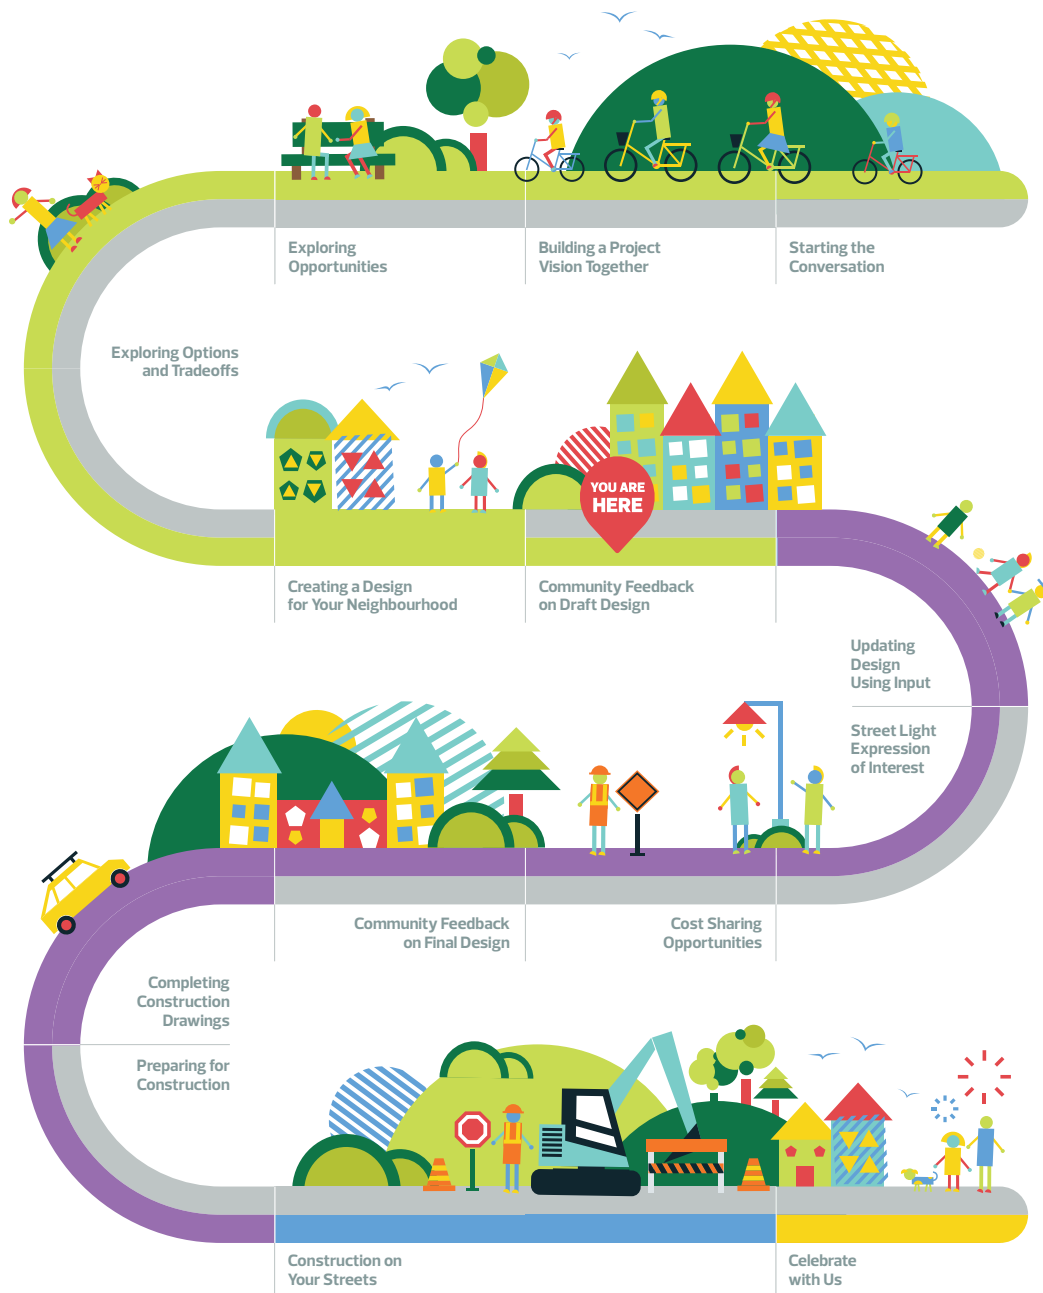 Exploring
Opportunities
Building a Project
Vision Together
Starting the
Conversation
Exploring Options
and Tradeoffs
YOU ARE
HERE
Creating a Design
for Your Neighbourhood
Community Feedback
on Draft Design
Updating
Design
Using Input
Street Light
Expression
of Interest
Community Feedback
on Final Design
Cost Sharing
Opportunities
Completing
Construction
Drawings
Preparing for
Construction
Construction on
Your Streets
Celebrate
with Us